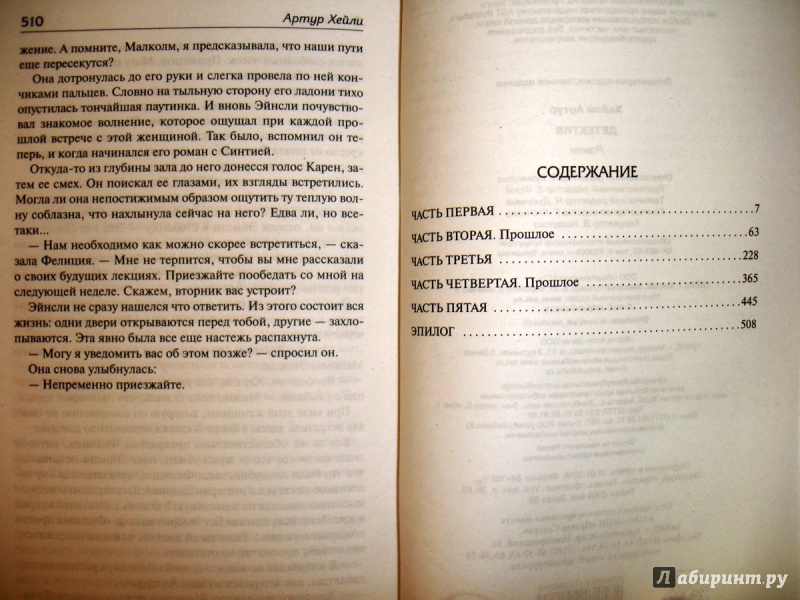 510 Артур Хейли
жение. А помните, Малколм, я предсказывала, что наши пути
еще пересекутся?
Она дотронулась до его руки и слегка провела по ней кон-
чиками пальцев. Словно на тыльную сторону его ладони тихо
опустилась тончайшая паутинка. И вновь Эйнсли почувство-
вал знакомое волнение, которое ощущал при каждой прош-
лой встрече с этой женщиной. Так было, вспомнил он те-
перь, и когда начинался его роман с Синтией.
Откуда-то из глубины зала до него донесся голос Карен, за-
тем ее смех. Он поискал ее глазами, их взгляды встретились.
Могла ли она непостижимым образом ощутить ту теплую вол-
ну соблазна, что нахлынула сейчас на него? Едва ли, но все-
таки...
— Нам необходимо как можно скорее встретиться, — ска-
зала Фелиция. — Мне не терпится, чтобы вы мне рассказали
о своих будущих лекциях. Приезжайте пообедать со мной на
следующей неделе. Скажем, вторник вас устроит?
Эйнсли не сразу нашелся что ответить. Из этого состоит вся
жизнь: одни двери открываются перед тобой, другие — захло-
пываются. Эта явно была все еще настежь распахнута.
— Могу я уведомить вас об этом позже? — спросил он.
Она снова улыбнулась:
— Непременно приезжайте.
СОДЕРЖАНИЕ
ЧАСТЬ ПЕРВАЯ 7
ЧАСТЬ ВТОРАЯ. Прошлое 63
ЧАСТЬ ТРЕТЬЯ 228
ЧАСТЬ ЧЕТВЕРТАЯ. Прошлое 365
ЧАСТЬ ПЯТАЯ 445
ЭПИЛОГ 508
Лабиринт.ру